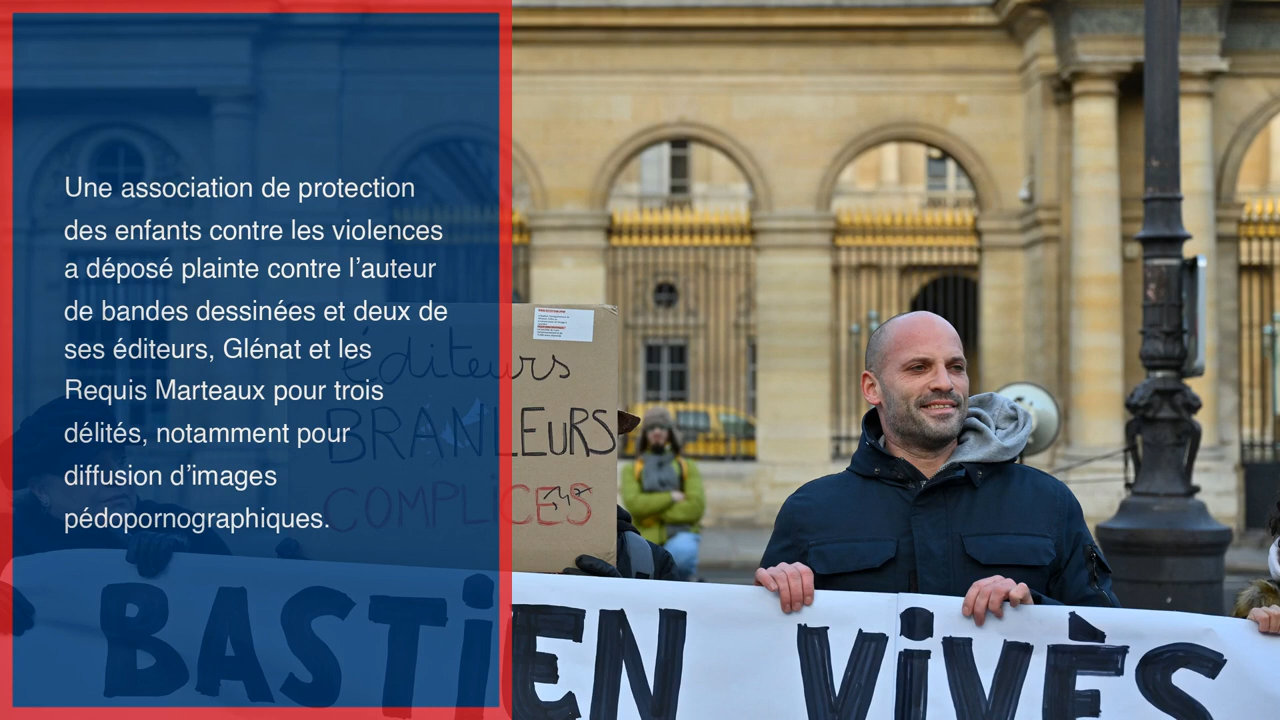 Une association de protection
des enfants contre les violences
a déposé plainte contre l’auteur
de bandes dessinées et deux de
ses éditeurs, Glénat et les
Requis Marteaux pour trois
délités, notamment pour
diffusion d’images
pédopornographiques.
éditeurs
BRANLEURS
COMPLICES
BASTiEN ViVÈS